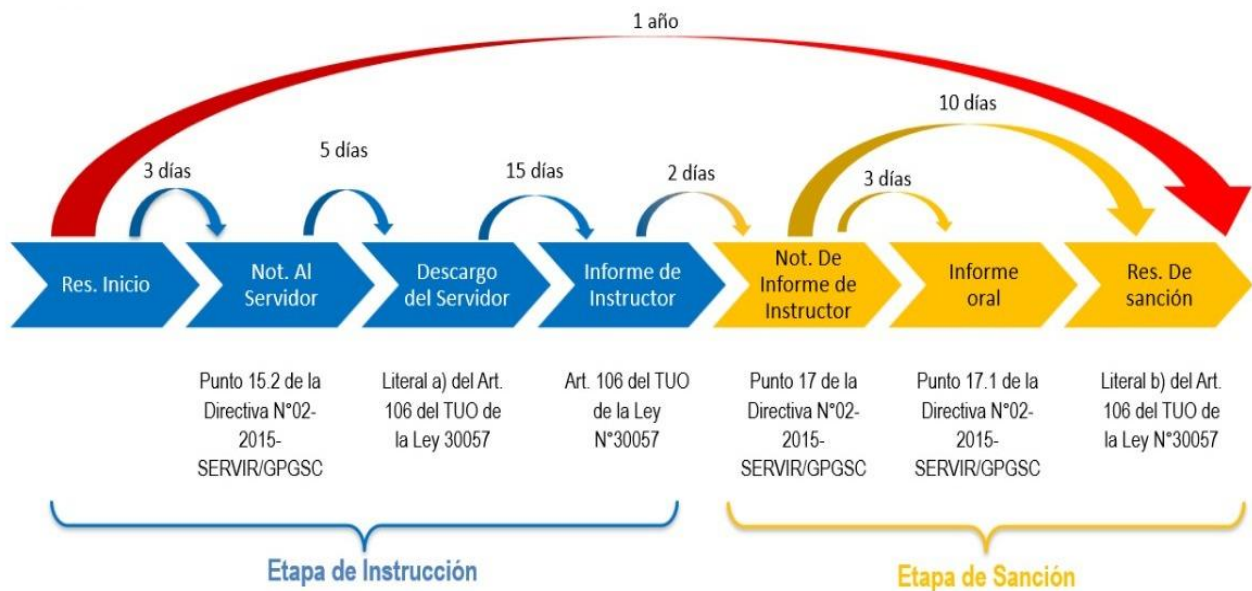 1 año
10 días
5 días
3 días
15 días
2 días
3 días
Res. Inicio
Not. Al
Servidor
Descargo
del Servidor
Informe de
Instructor
Not. De
Informe de
Instructor
Informe
oral
Res. De
sanción
Punto 15.2 de la
Directiva N°02-
2015-
SERVIR/GPGSC
Literal a) del Art.
106 del TUO de
la Ley 30057
Art. 106 del TUO
de la Ley
N°30057
Punto 17 de la
Directiva N°02-
2015-
SERVIR/GPGSC
Punto 17.1 de la
Directiva N°02-
2015-
SERVIR/GPGSC
Literal b) del Art.
106 del TUO de
la Ley N°30057
Etapa de Instrucción
Etapa de Sanción